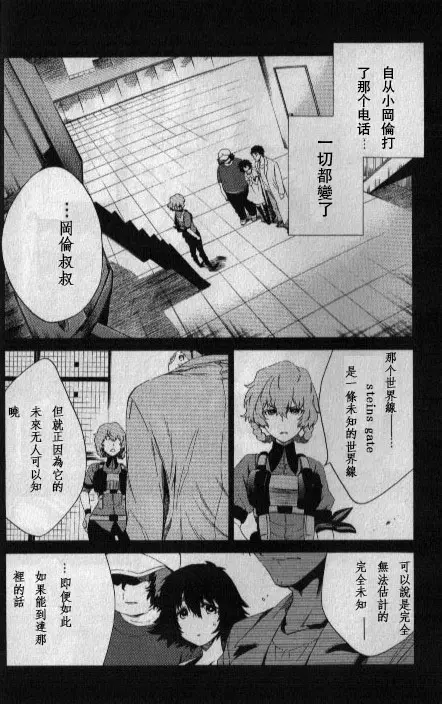 自从小岡倫打
了那个电话…
一切都變了
…岡倫叔叔
那个世界線——…
steins gate
是一條未知的世界線
但就正因為它的
未來无人可以知
曉
可以說是完全
無法估計的
完全未知——
…即便如此
如果能到達那
裡的話